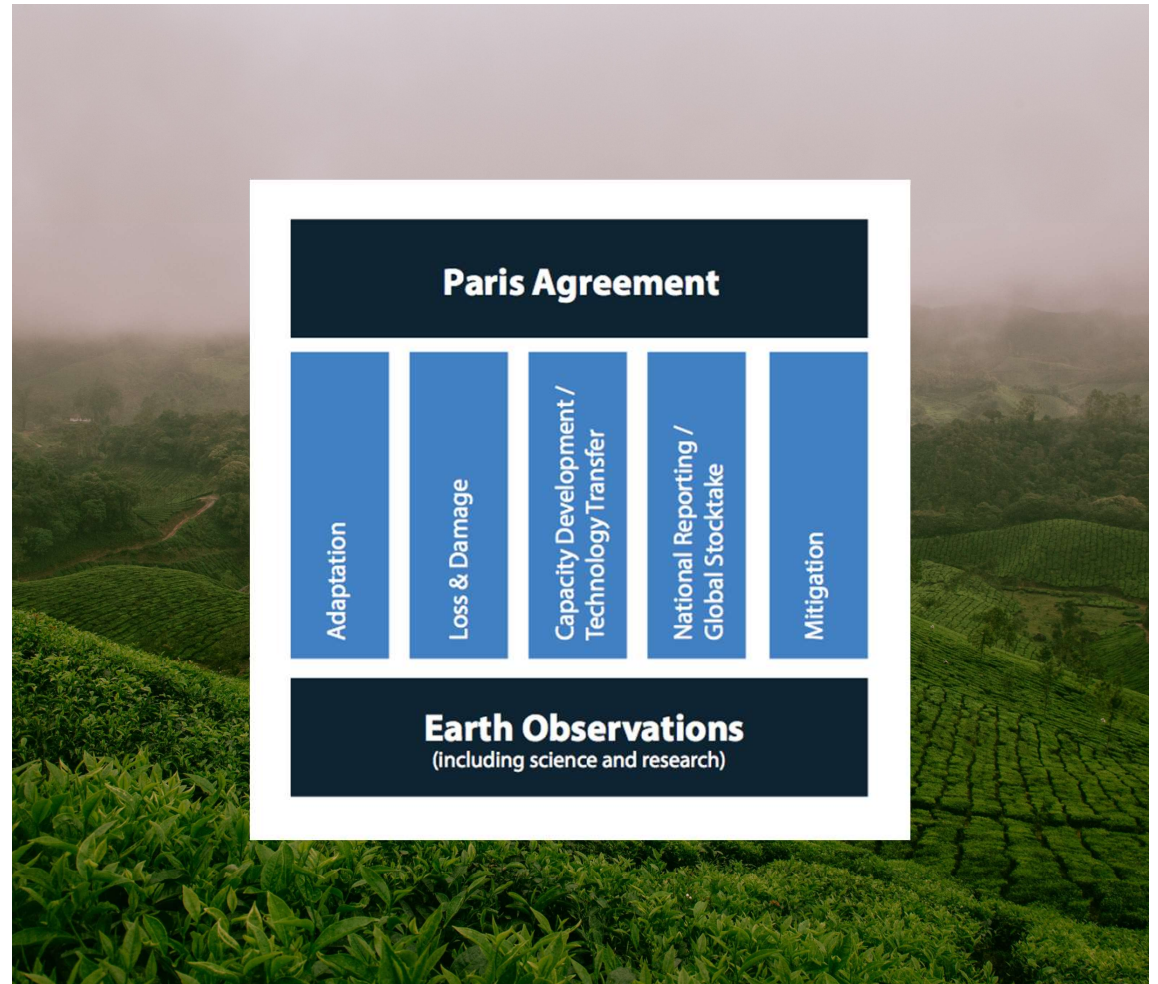 Paris Agreement
Adaptation
Loss & Damage
Capacity Development /
Technology Transfer
National Reporting /
Global Stocktake
Mitigation
Earth Observations
(including science and research)